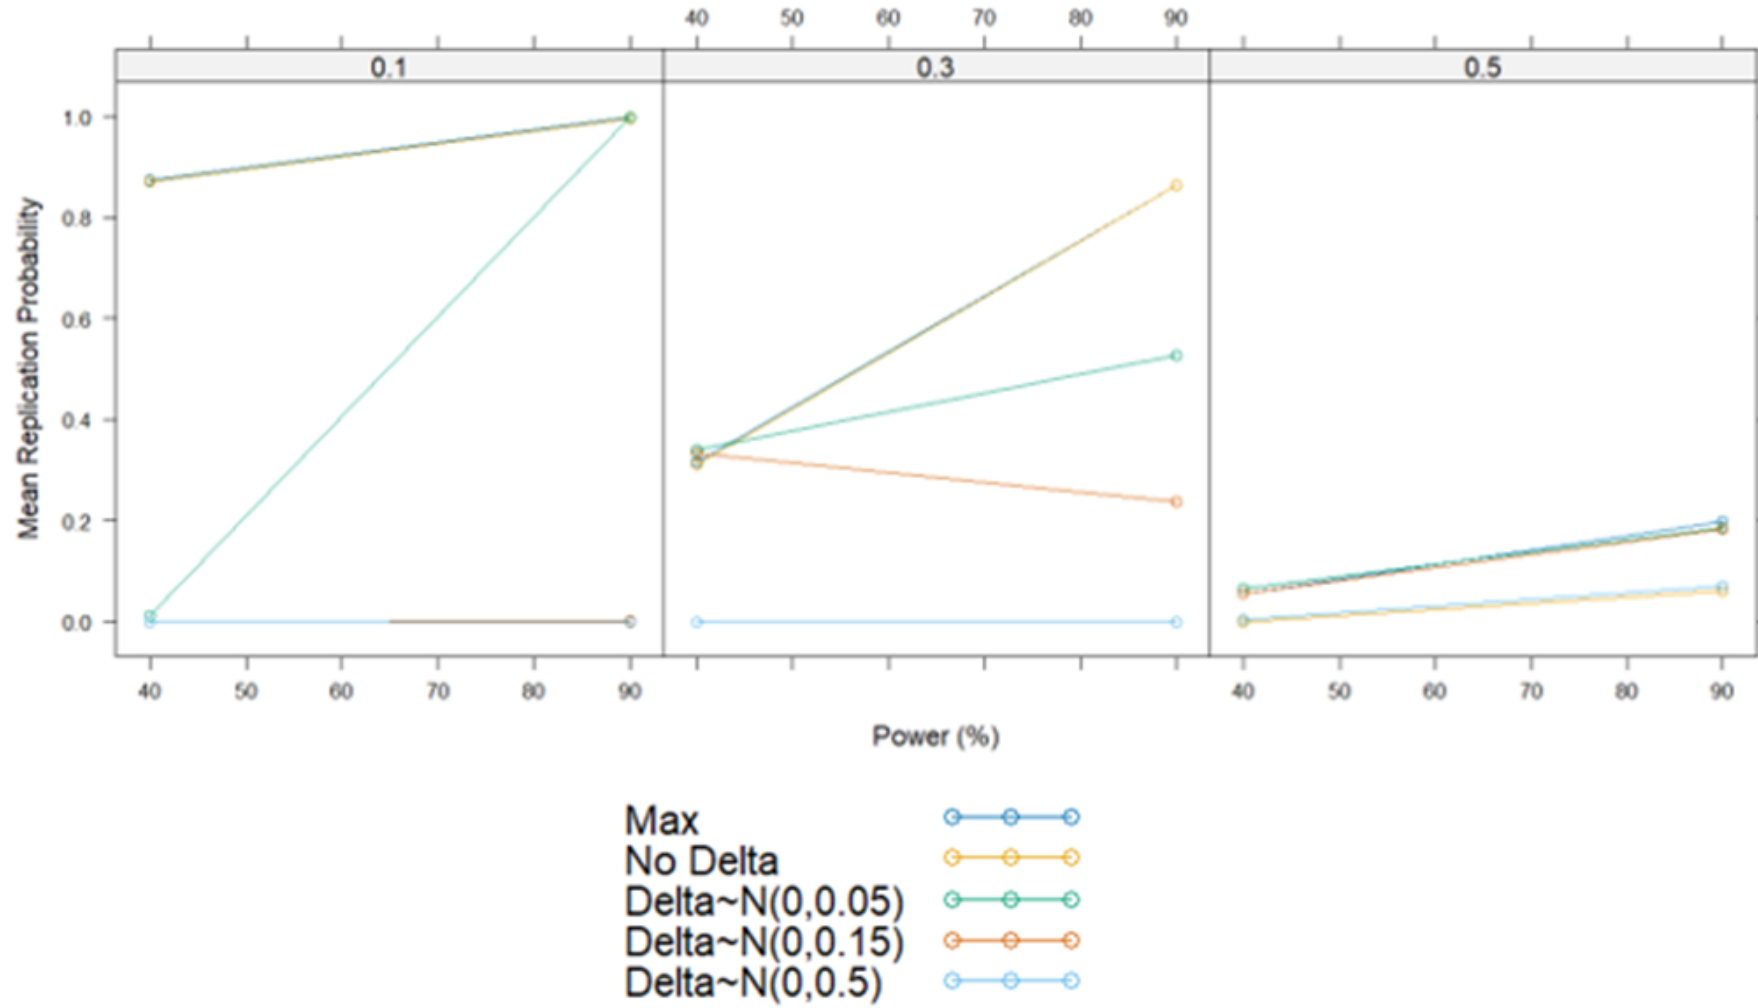 40 50 60 70 80 90
0.1 0.3 0.5
1.0
0.8
0.6
0.4
0.2
0.0
Mean Replication Probability
40 50 60 70 80 90 40 50 60 70 80 90
Power (%)
Max
No Delta
Delta~N(0,0.05)
Delta~N(0,0.15)
Delta~N(0,0.5)